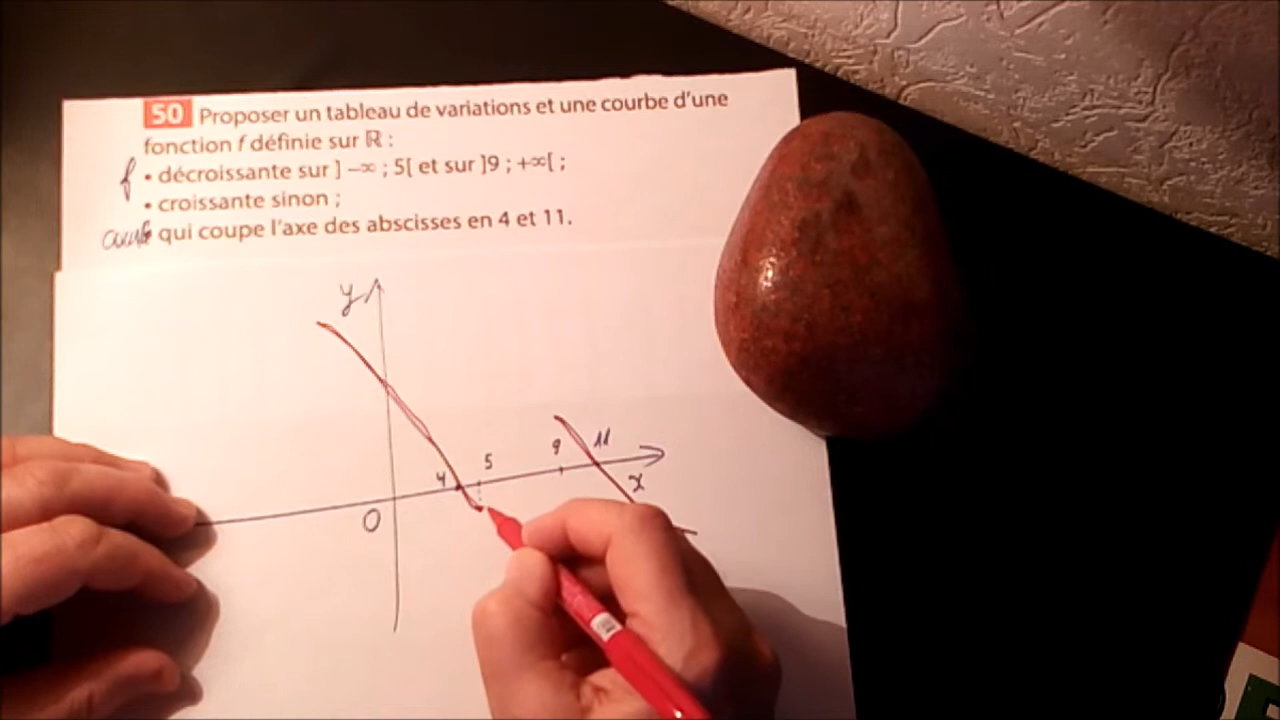 50 Proposer un tableau de variations et une courbe d'une
fonction f définie sur ℝ :
f • décroissante sur ] –∞ ; 5[ et sur ]9 ; +∞[ ;
• croissante sinon ;
courbe qui coupe l'axe des abscisses en 4 et 11.
y
9 11
4 5
x
O